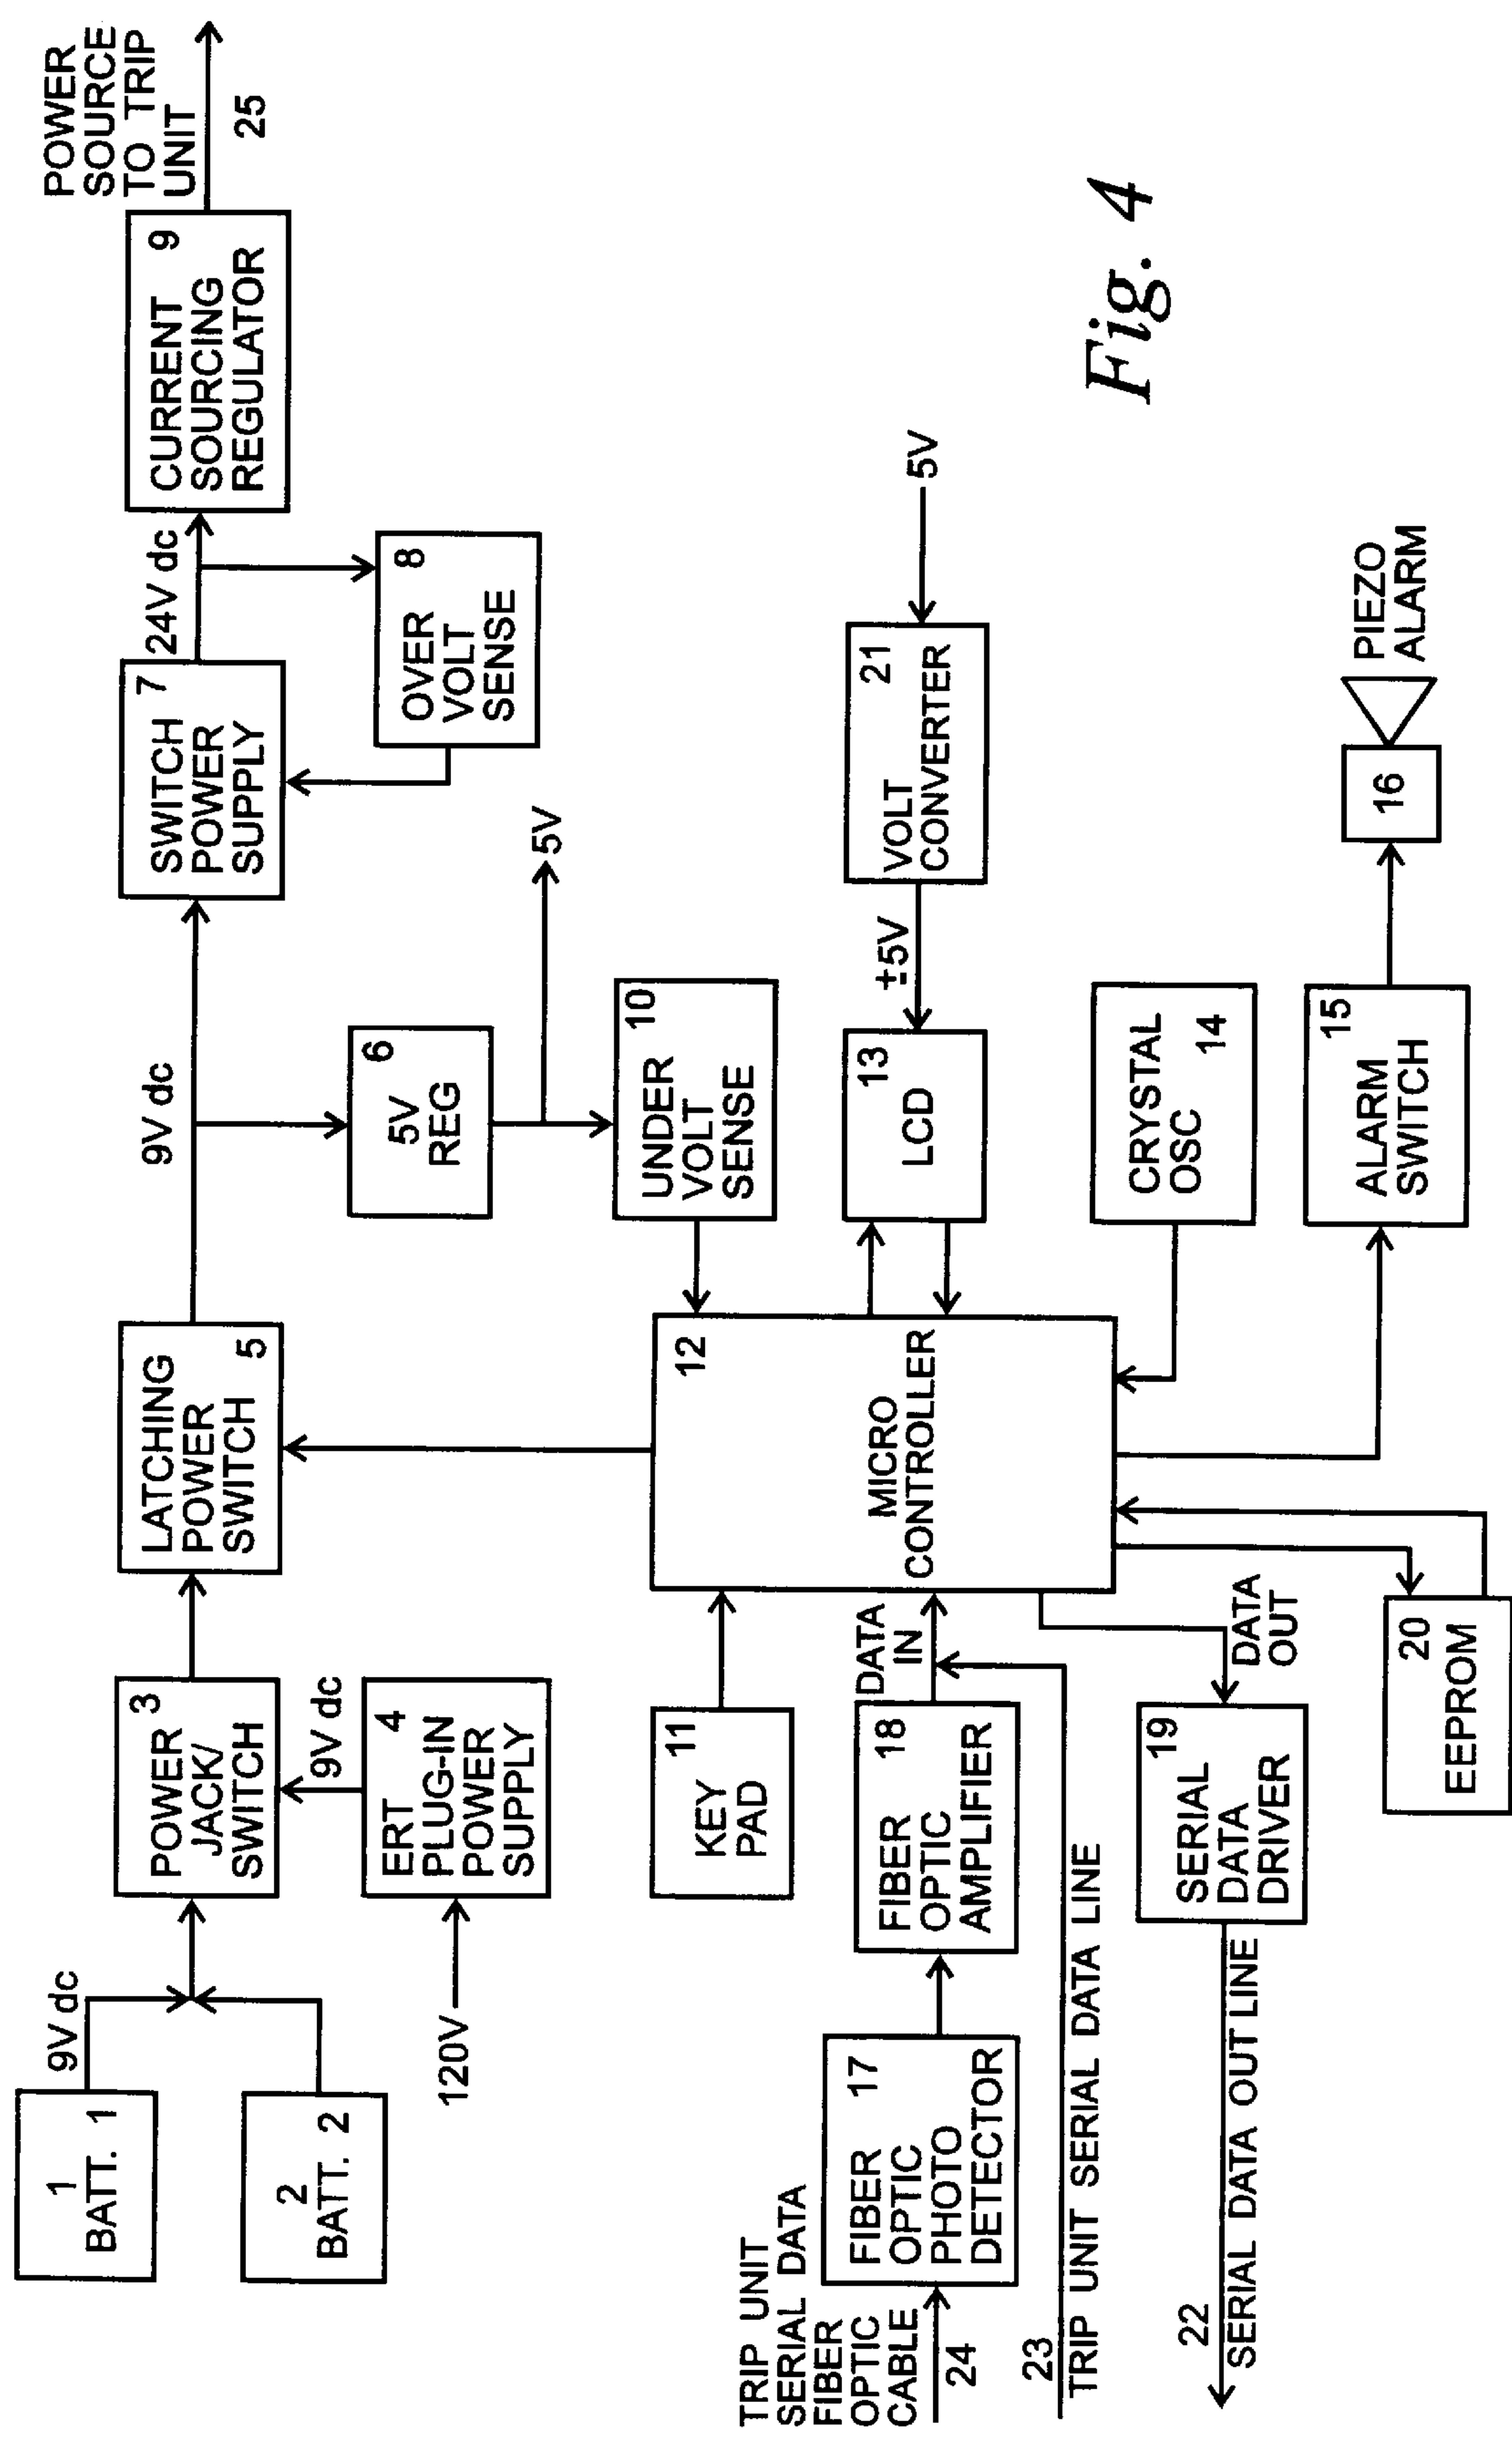 1
BATT. 1
9V dc
2
BATT. 2
POWER 3
JACK/
SWITCH
9V dc
ERT 4
PLUG-IN
POWER
SUPPLY
120V
LATCHING
POWER
SWITCH 5
9V dc
SWITCH 7
POWER
SUPPLY
24V dc
CURRENT 9
SOURCING
REGULATOR
POWER
SOURCE
TO TRIP
UNIT
25
OVER 8
VOLT
SENSE
5V 6
REG
5V
UNDER 10
VOLT
SENSE
KEY 11
PAD
12
MICRO
CONTROLLER
13
LCD
±5V
21
VOLT
CONVERTER
5V
CRYSTAL
OSC 14
ALARM 15
SWITCH
16
PIEZO
ALARM
TRIP UNIT
SERIAL DATA
FIBER
OPTIC
CABLE
24
FIBER 17
OPTIC
PHOTO
DETECTOR
FIBER 18
OPTIC
AMPLIFIER
DATA
IN
23
TRIP UNIT SERIAL DATA LINE
22
SERIAL DATA OUT LINE
19
SERIAL
DATA
DRIVER
DATA
OUT
20
EEPROM
Fig. 4